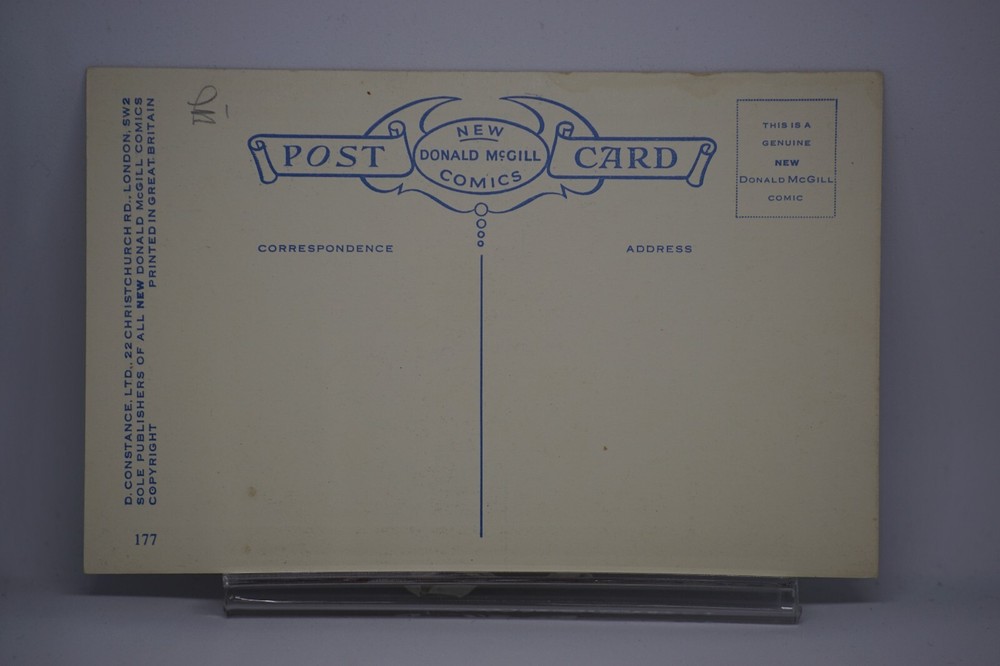 POST
NEW
DONALD McGILL
COMICS
CARD
THIS IS A
GENUINE
NEW
DONALD McGILL
COMIC
CORRESPONDENCE
ADDRESS
D. CONSTANCE. LTD., 22 CHRISTCHURCH RD., LONDON, SW2
SOLE PUBLISHERS OF ALL NEW DONALD McGILL COMICS
COPYRIGHT PRINTED IN GREAT BRITAIN
177